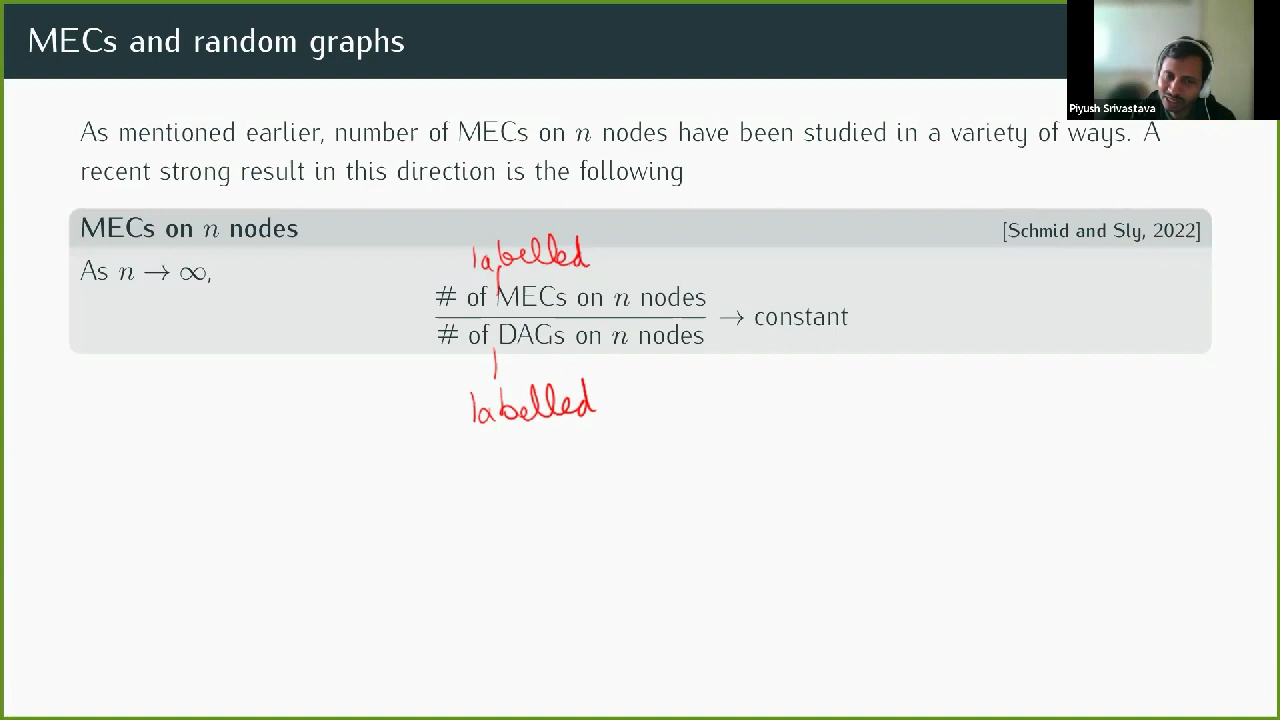 MECs and random graphs
Piyush Srivastava
As mentioned earlier, number of MECs on n nodes have been studied in a variety of ways. A
recent strong result in this direction is the following
MECs on n nodes [Schmid and Sly, 2022]
labelled
As n → ∞,
# of MECs on n nodes
# of DAGs on n nodes
→ constant
labelled